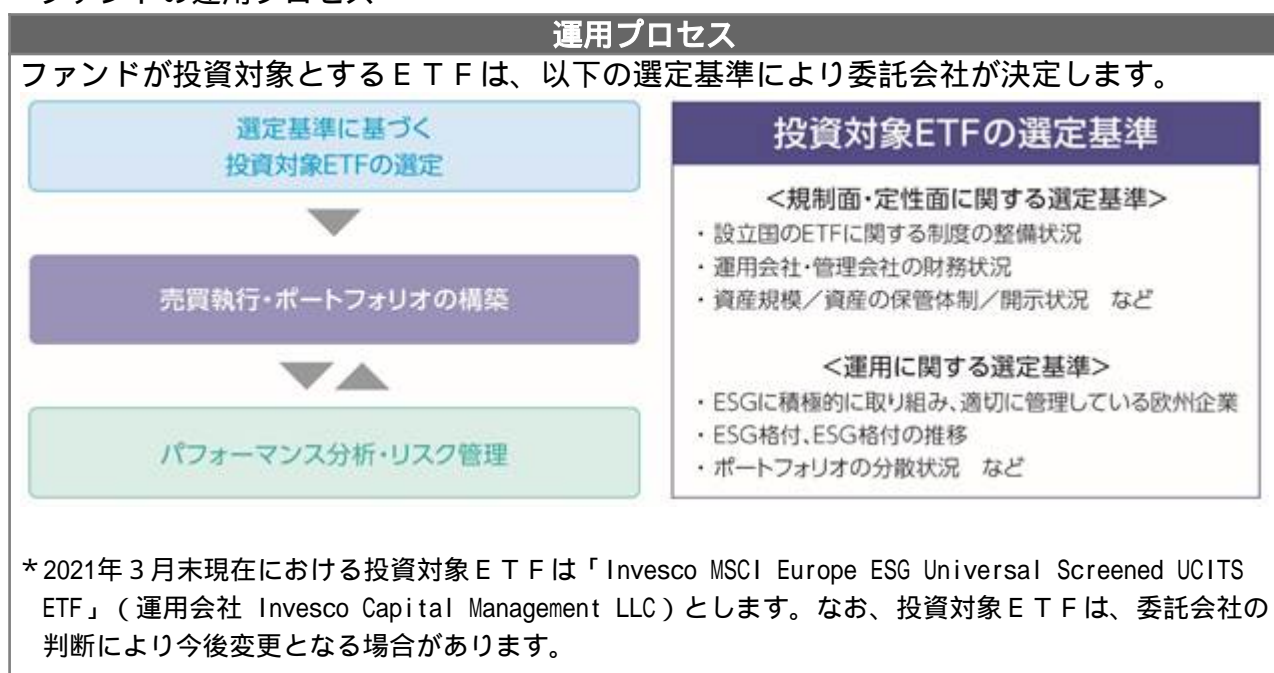 ファンドの運用プロセス
運用プロセス
ファンドが投資対象とするＥＴＦは、以下の選定基準により委託会社が決定します。
選定基準に基づく
投資対象ETFの選定
売買執行・ポートフォリオの構築
パフォーマンス分析・リスク管理
投資対象ETFの選定基準
＜規制面・定性面に関する選定基準＞
・設立国のETFに関する制度の整備状況
・運用会社・管理会社の財務状況
・資産規模／資産の保管体制／開示状況　など
＜運用に関する選定基準＞
・ESGに積極的に取り組み、適切に管理している欧州企業
・ESG格付、ESG格付の推移
・ポートフォリオの分散状況　など
＊2021年３月末現在における投資対象ＥＴＦは「Invesco MSCI Europe ESG Universal Screened UCITS
ETF」（運用会社 Invesco Capital Management LLC）とします。なお、投資対象ＥＴＦは、委託会社の
判断により今後変更となる場合があります。